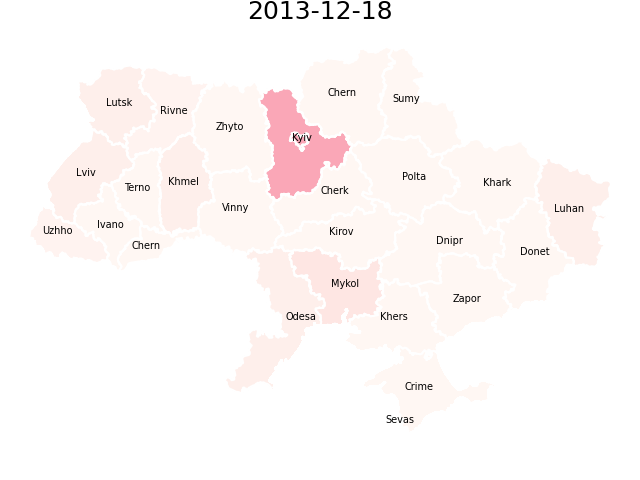 2013-12-18
Chern
Sumy
Lutsk
Rivne
Zhyto
Kyiv
Lviv
Terno
Khmel
Polta
Khark
Cherk
Luhan
Vinny
Uzhho
Ivano
Chern
Kirov
Dnipr
Donet
Mykol
Zapor
Odesa
Khers
Crime
Sevas